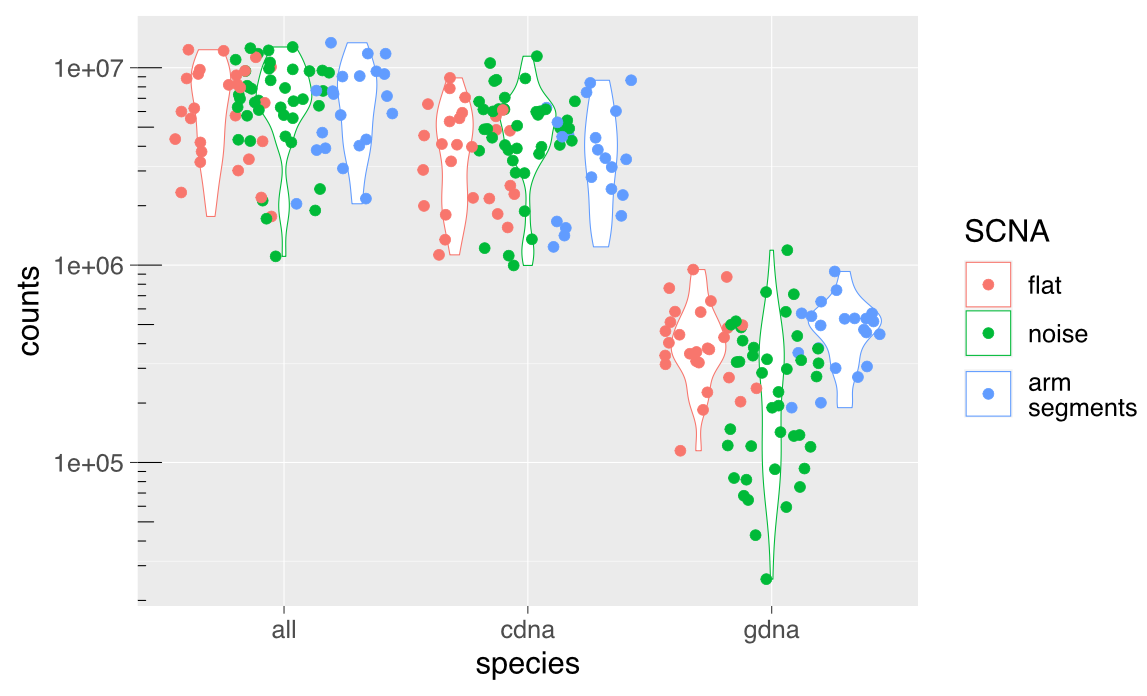 1e+07
1e+06
1e+05
counts
all
cdna
gdna
species
SCNA
flat
noise
arm
segments